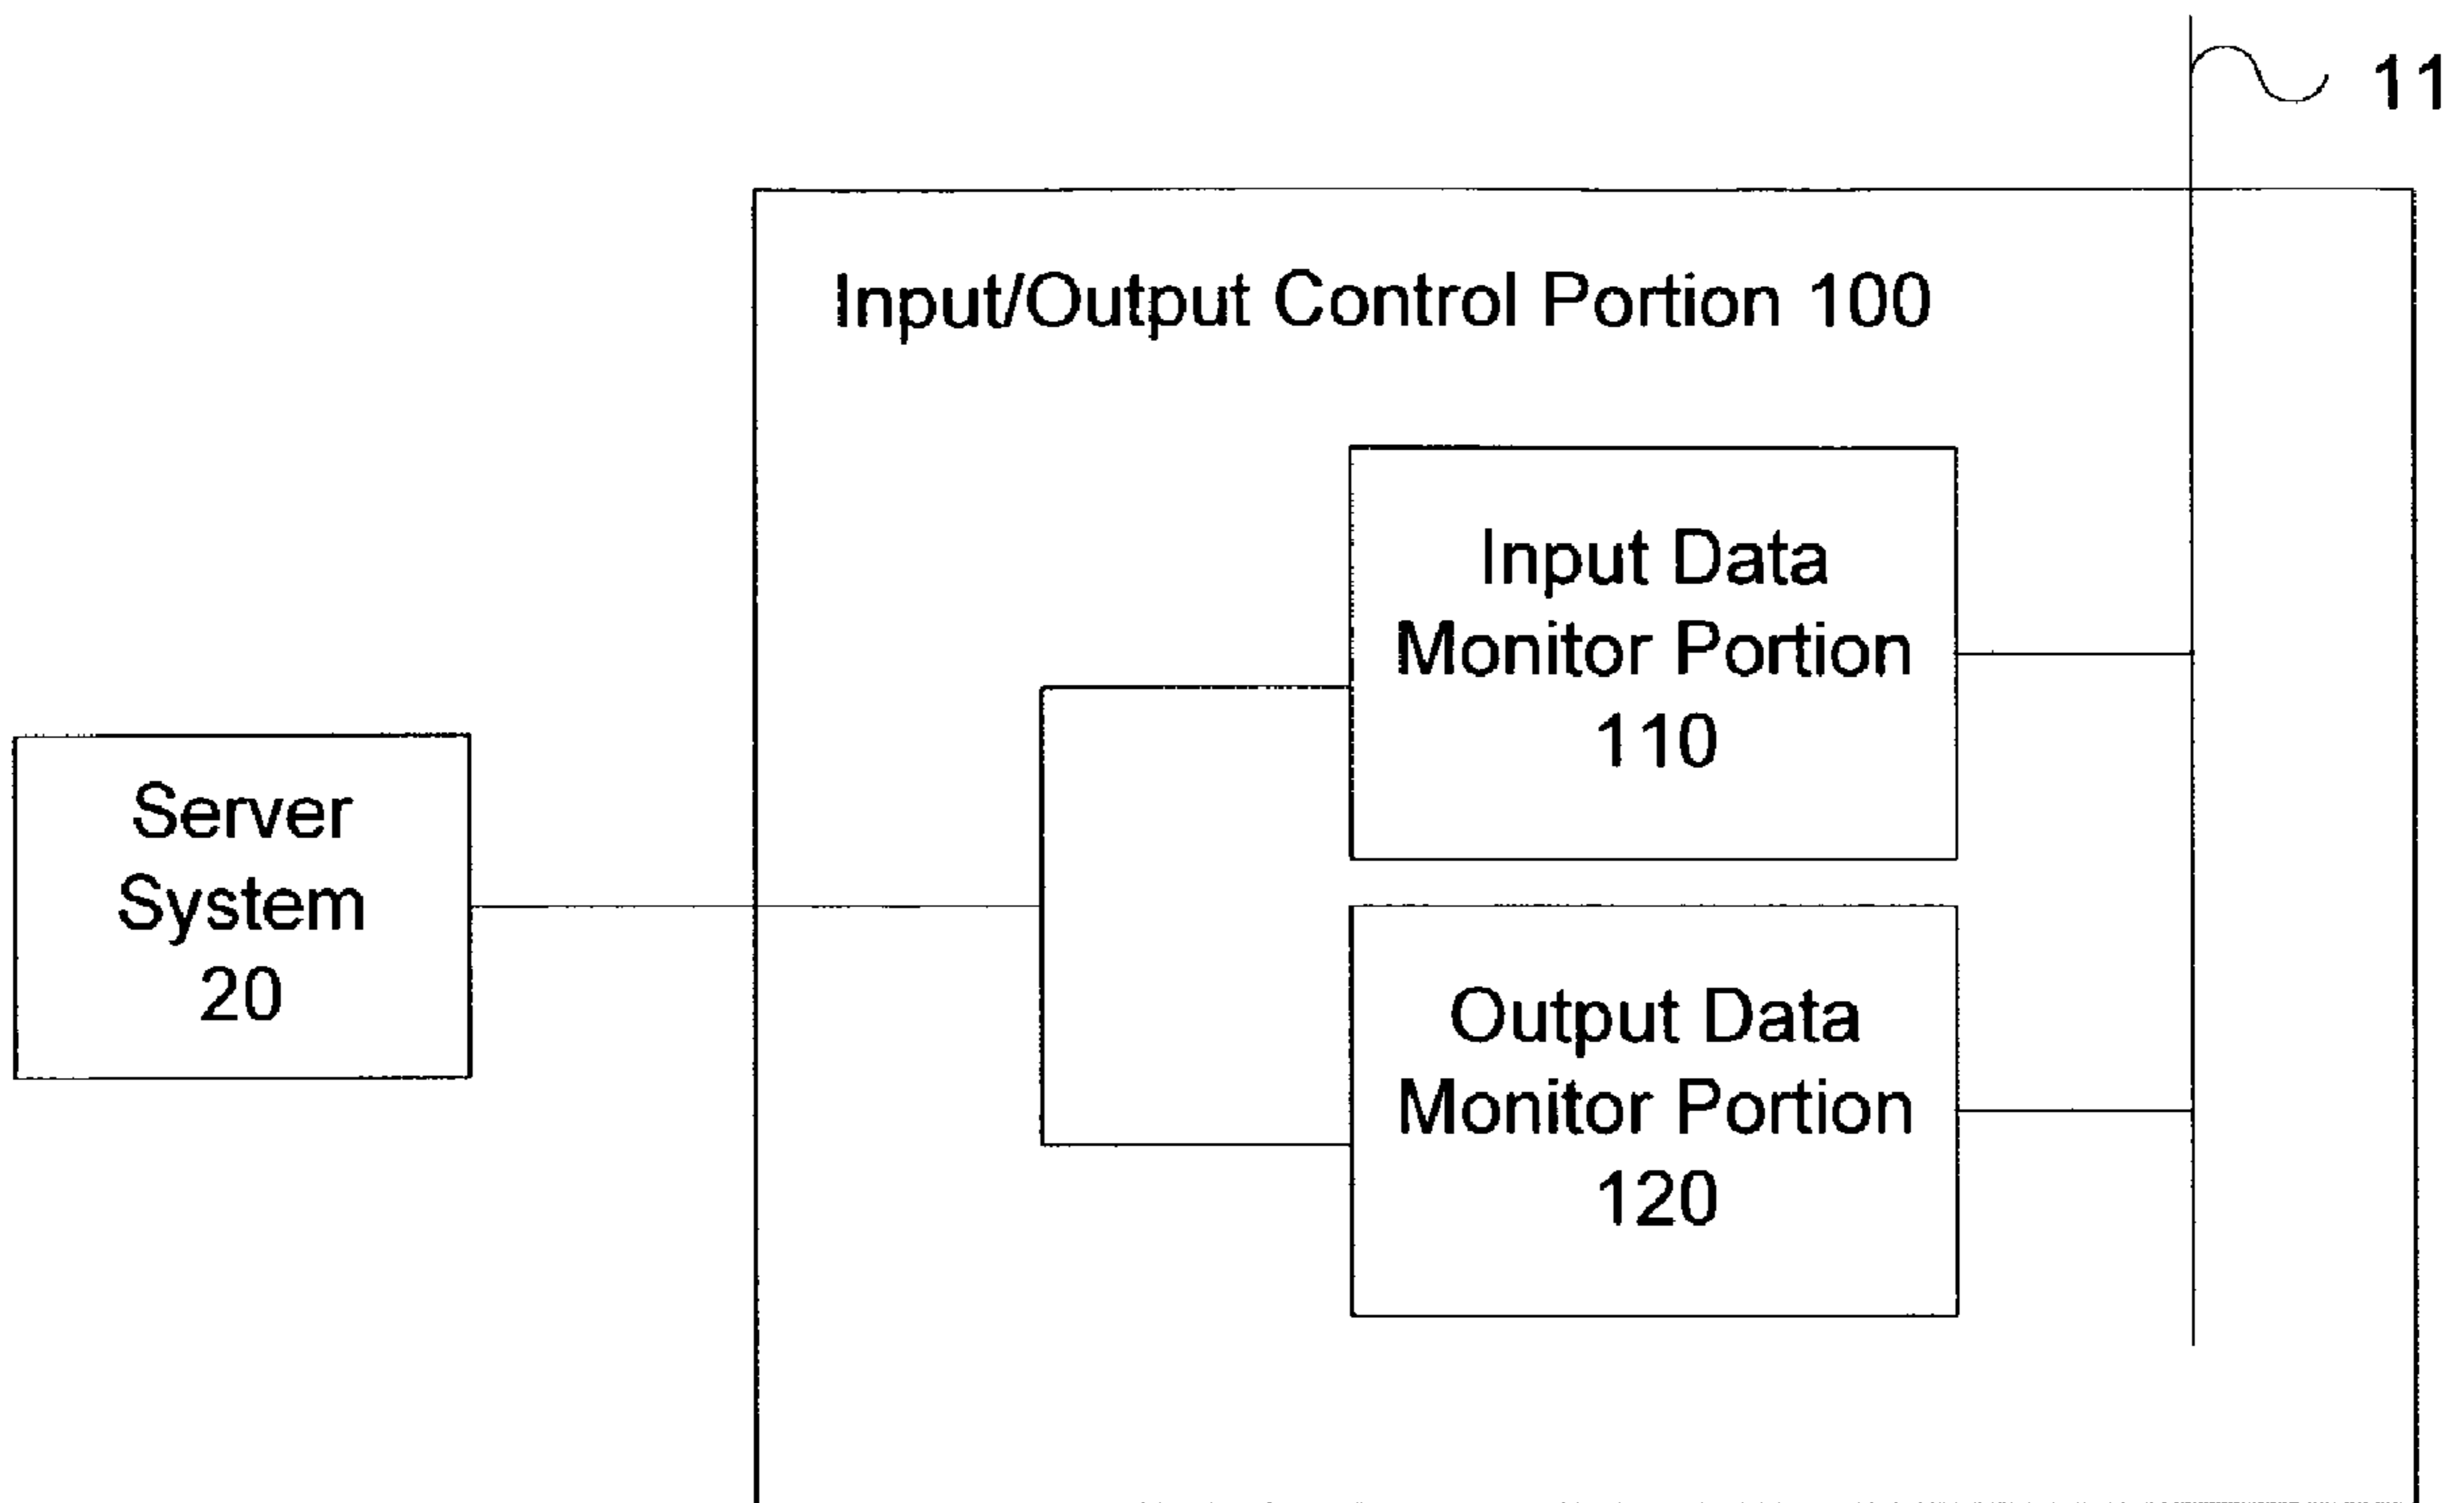 11
Input/Output Control Portion 100
Input Data
Monitor Portion
110
Server
System
20
Output Data
Monitor Portion
120